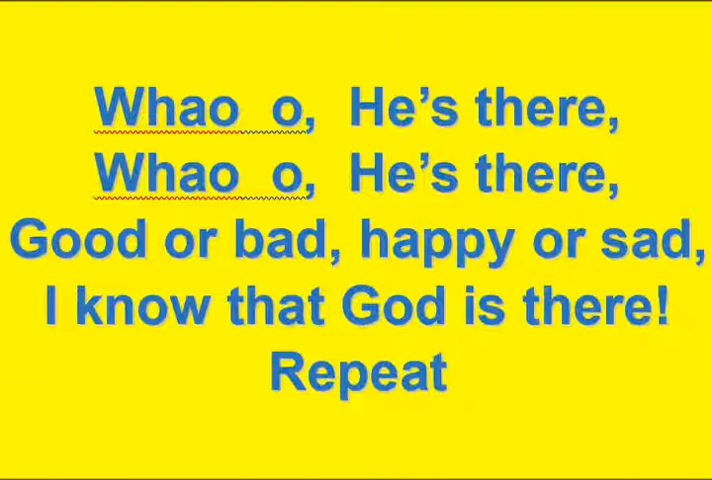 Whao  o,  He’s there,
Whao  o,  He’s there,
Good or bad, happy or sad,
I know that God is there!
Repeat